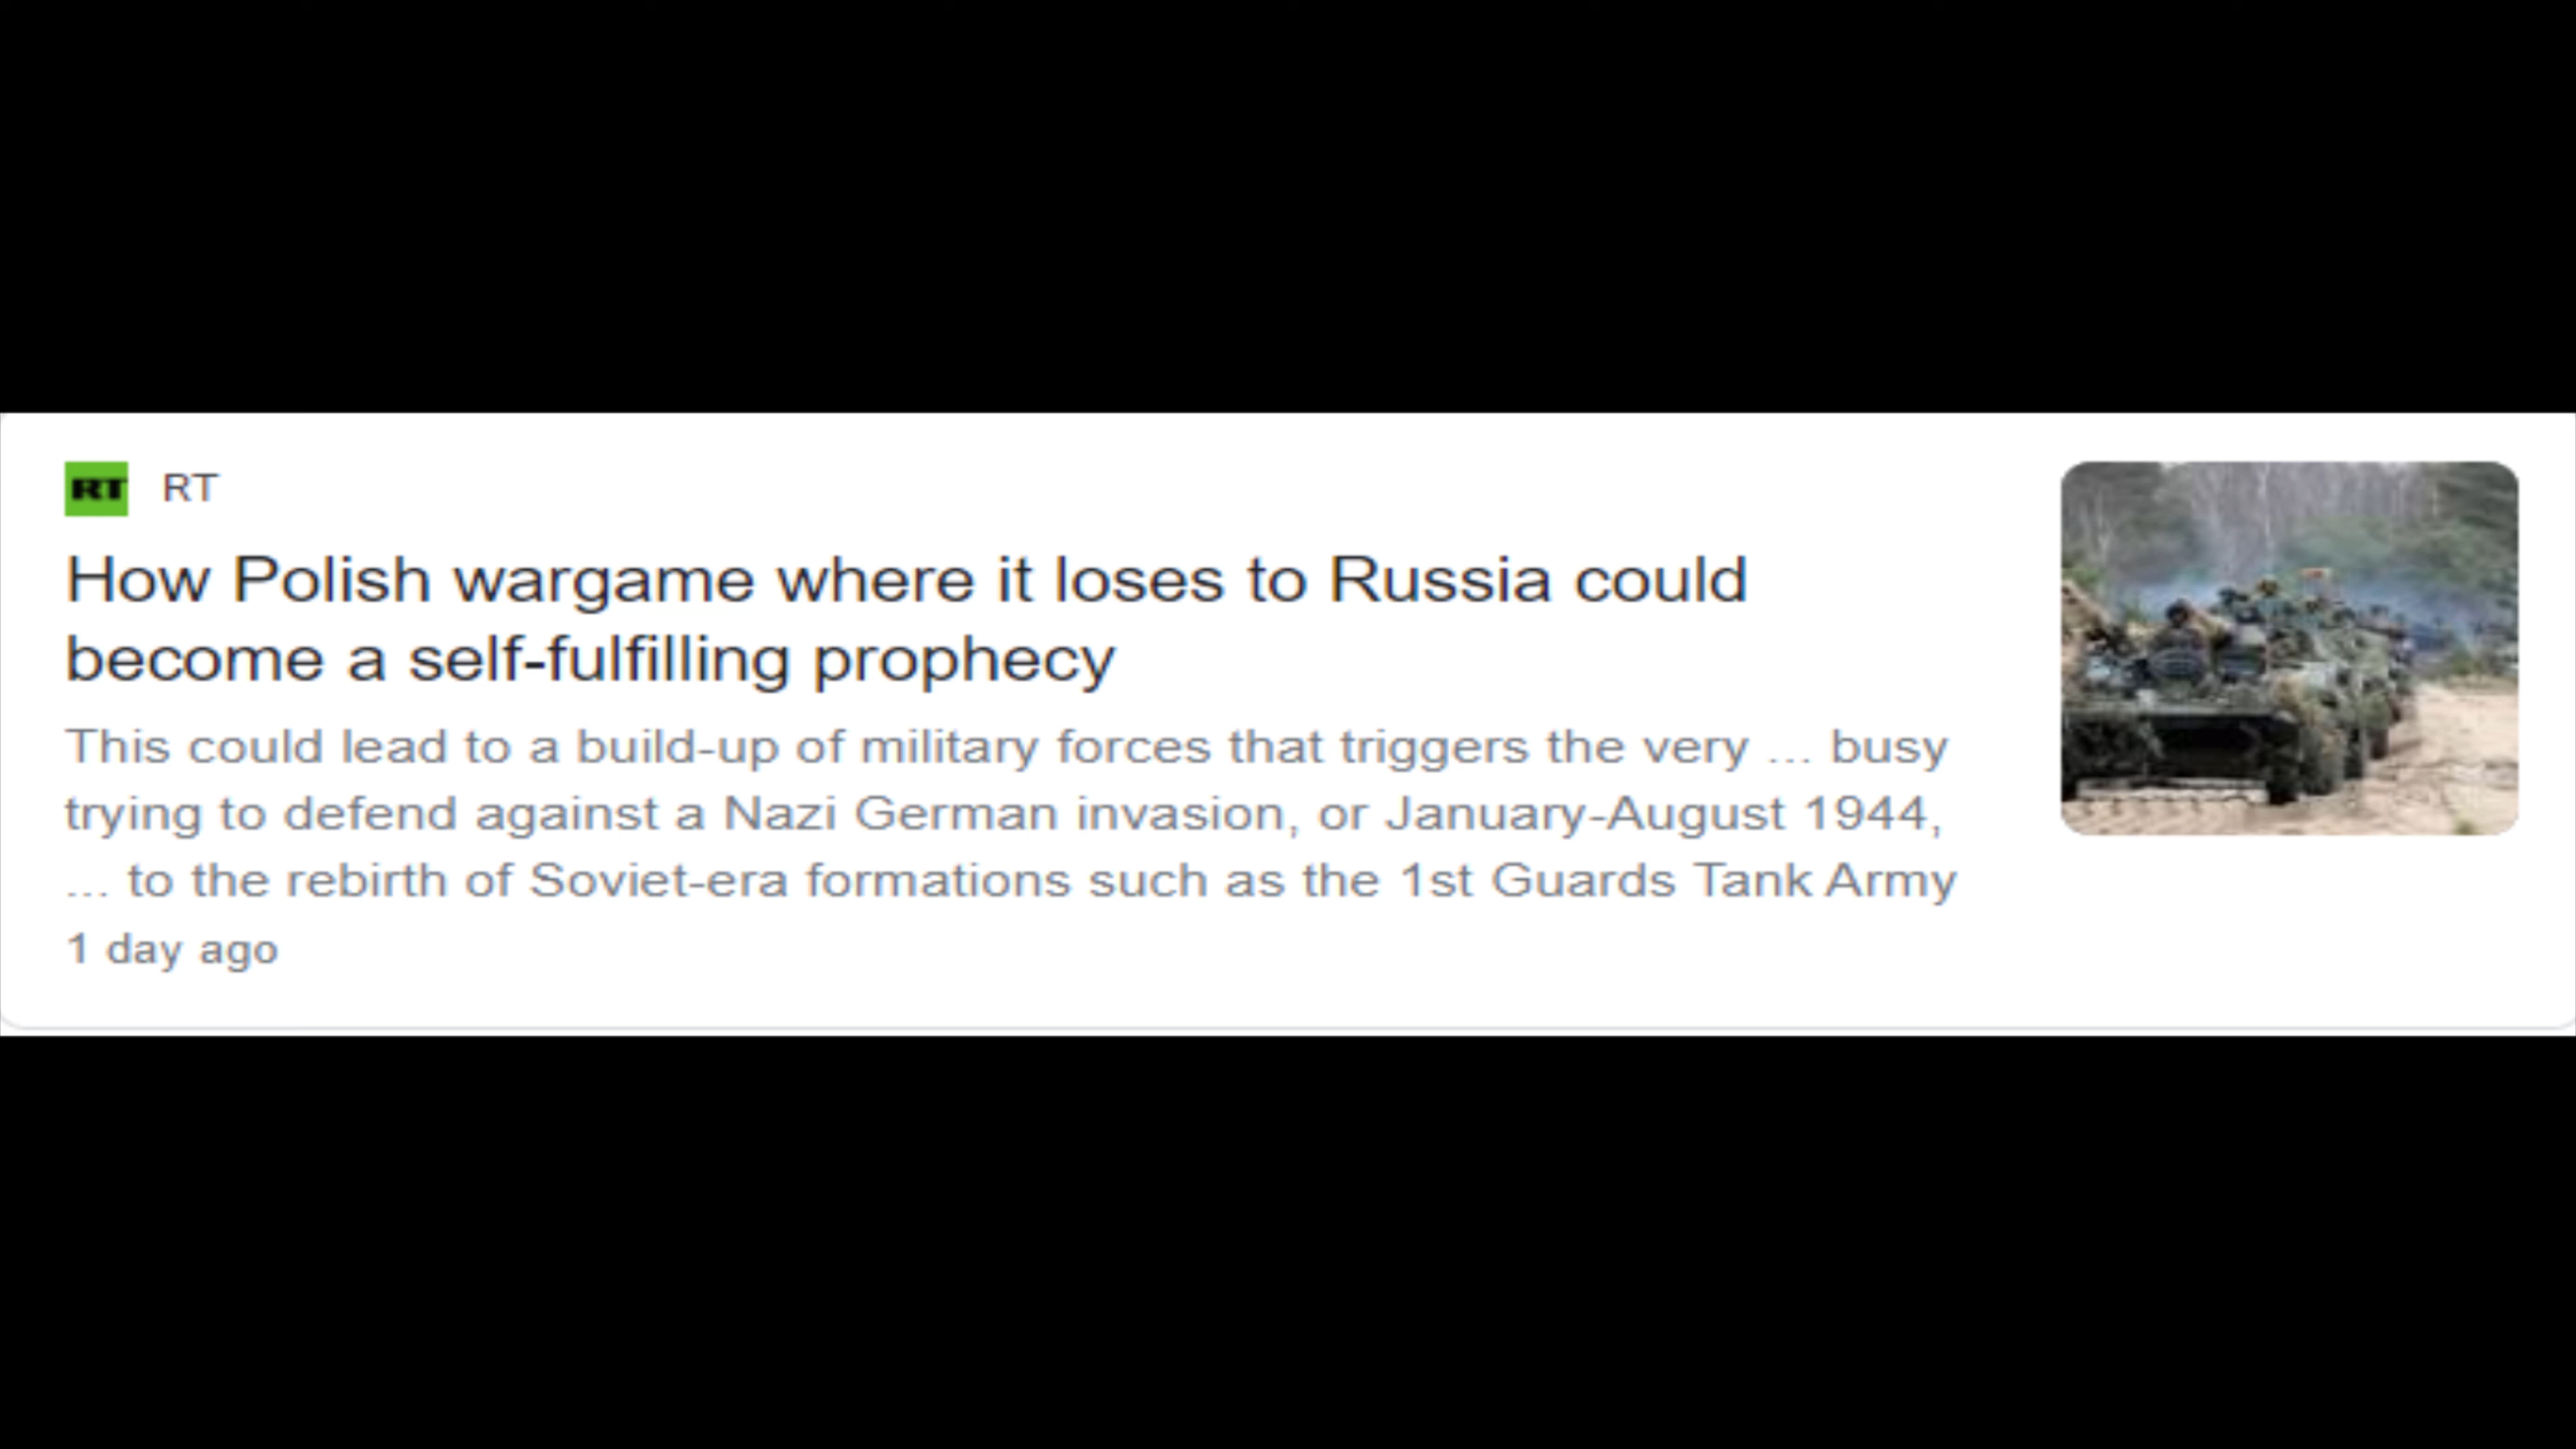 RT RT
How Polish wargame where it loses to Russia could
become a self-fulfilling prophecy
This could lead to a build-up of military forces that triggers the very ... busy
trying to defend against a Nazi German invasion, or January-August 1944,
... to the rebirth of Soviet-era formations such as the 1st Guards Tank Army
1 day ago